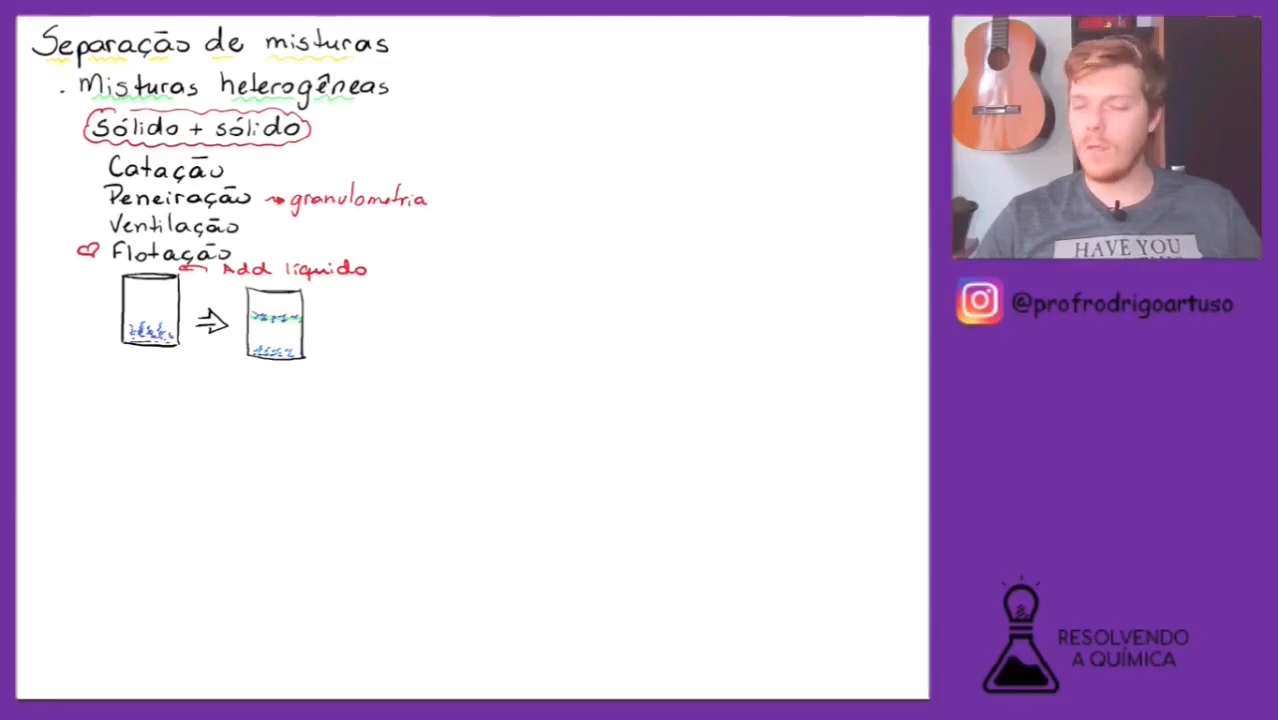 Separação de misturas
. Misturas heterogêneas
Sólido + sólido
Catação
Peneiração → granulometria
Ventilação
Flotação
Add líquido
HAVE YOU
@profrodrigoartuso
RESOLVENDO
A QUÍMICA